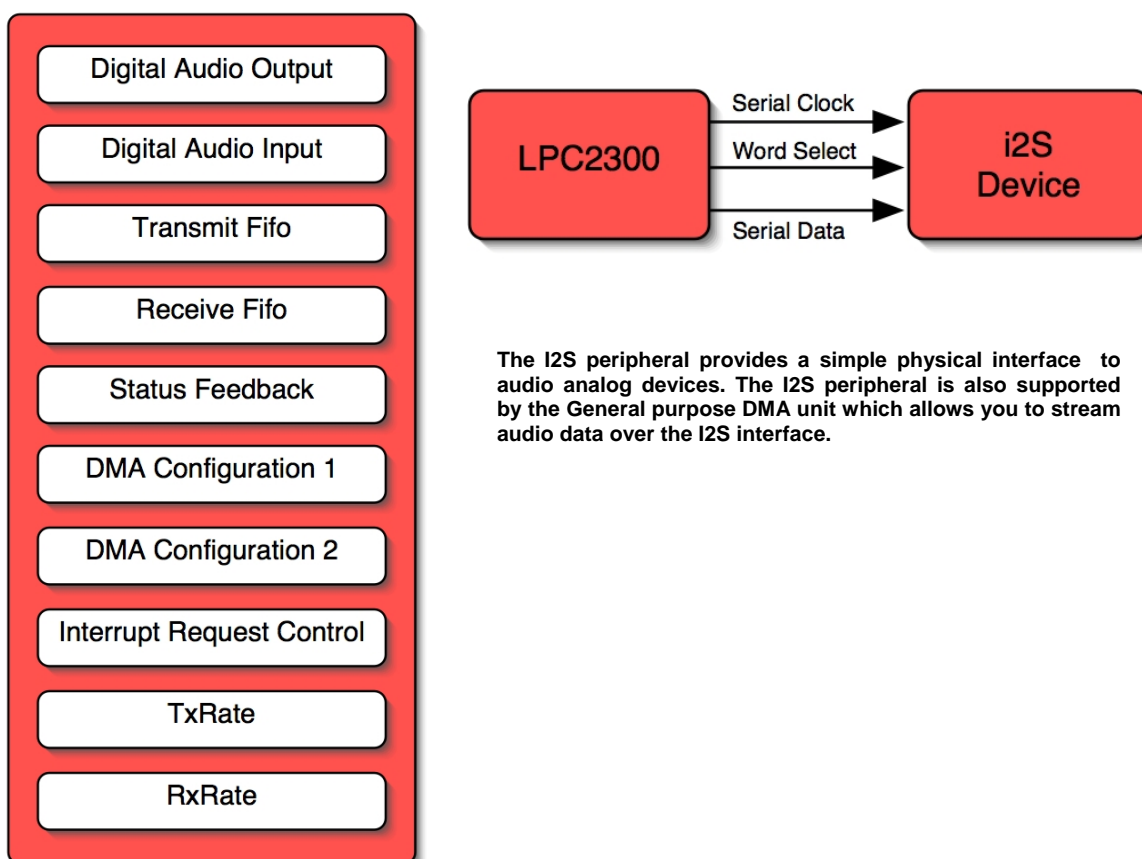 Digital Audio Output
Digital Audio Input
Transmit Fifo
Receive Fifo
Status Feedback
DMA Configuration 1
DMA Configuration 2
Interrupt Request Control
TxRate
RxRate
LPC2300
Serial Clock
Word Select
Serial Data
i2S
Device
The I2S peripheral provides a simple physical interface to
audio analog devices. The I2S peripheral is also supported
by the General purpose DMA unit which allows you to stream
audio data over the I2S interface.